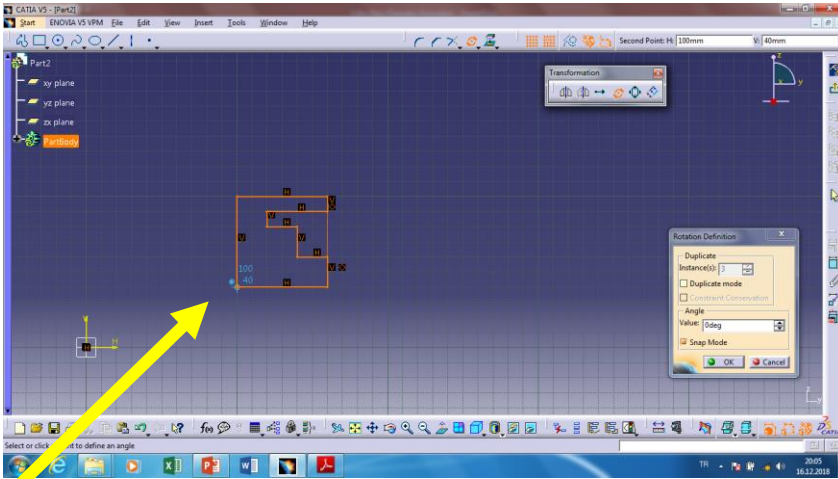 CATIA V5 - [Part2]
Start ENOVIA V5 VPM File Edit View Insert Tools Window Help
Second Point: H: 100mm V: 40mm
Part2
xy plane
yz plane
zx plane
PartBody
Transformation
z
y
x
H
V
H
O
V
H
V
V
H
100
V O
40
H
V
H
Rotation Definition
Duplicate
Instance(s): 3
Duplicate mode
Constraint Conservation
Angle
Value: 0deg
Snap Mode
OK Cancel
z
y
f(x)
Select or click a point to define an angle
TR 20:05
16.12.2018